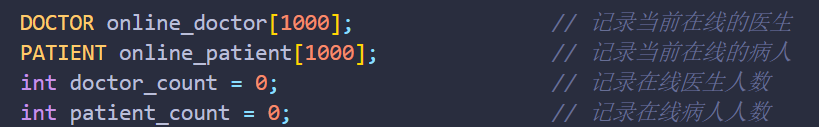 DOCTOR online_doctor[1000];                // 记录当前在线的医生
PATIENT online_patient[1000];              // 记录当前在线的病人
int doctor_count = 0;                      // 记录在线医生人数
int patient_count = 0;                     // 记录在线病人人数